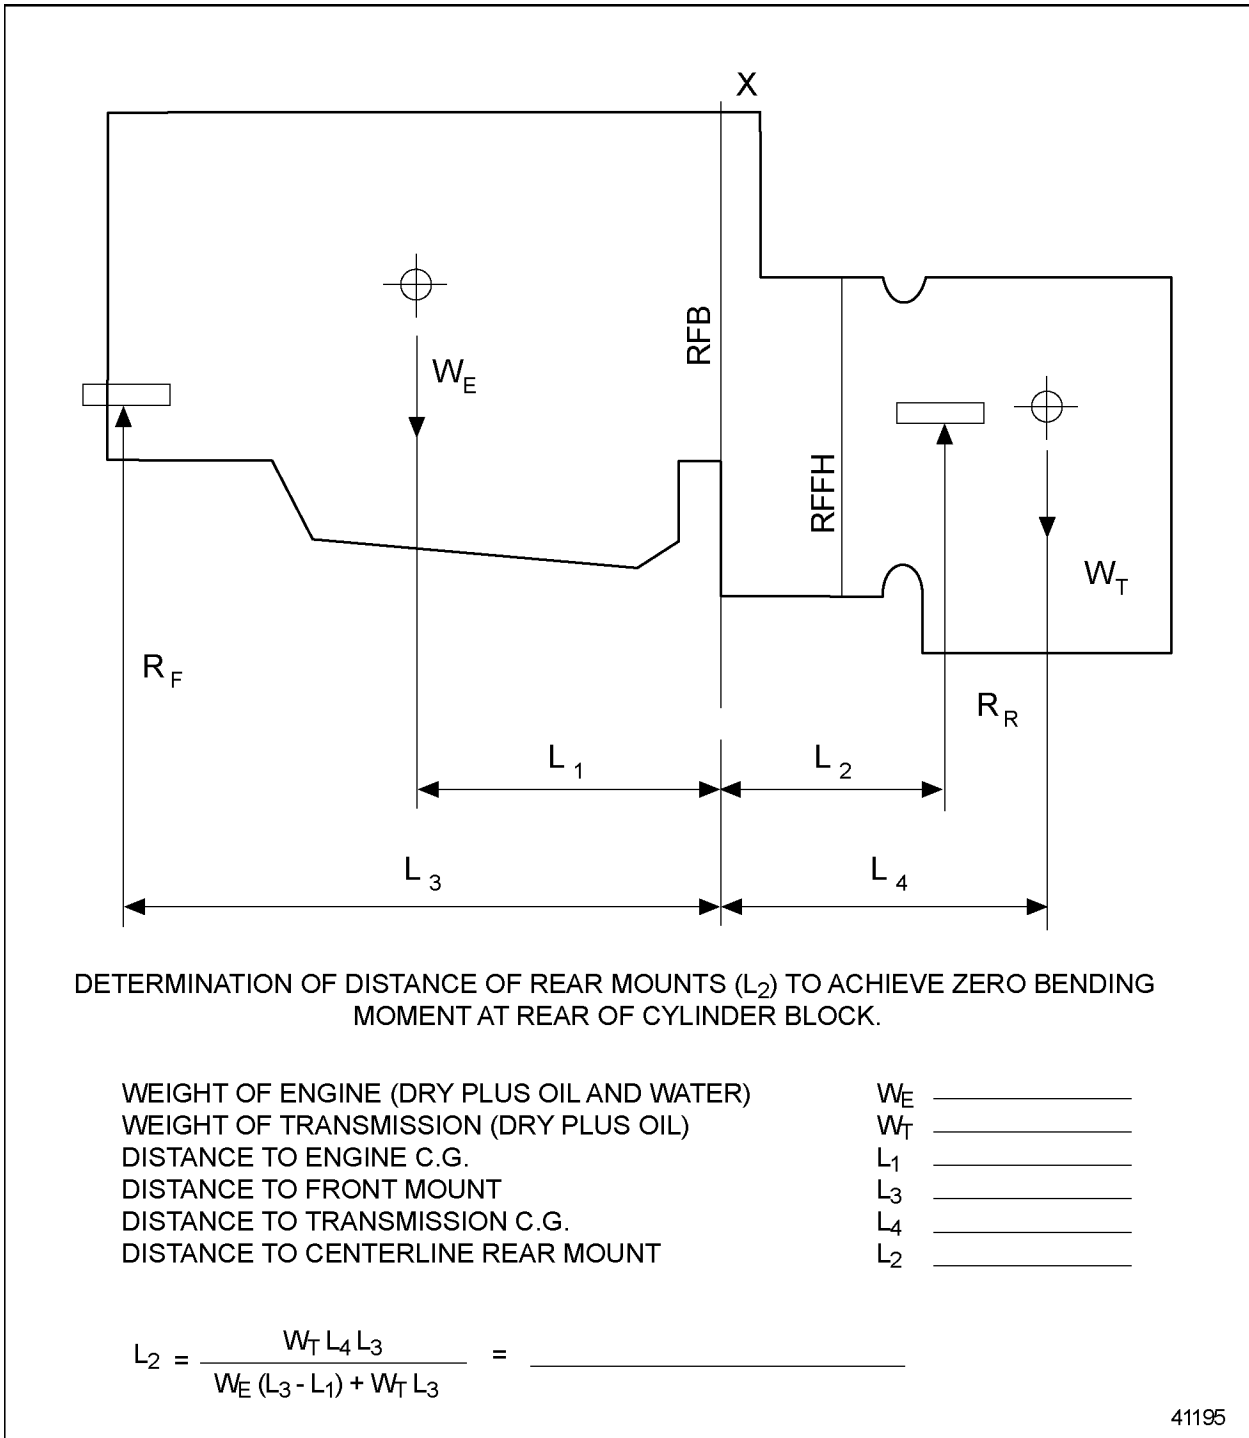 X
RFB
W_E
RFFH
W_T
R_F
R_R
L_1
L_2
L_3
L_4
DETERMINATION OF DISTANCE OF REAR MOUNTS (L_2) TO ACHIEVE ZERO BENDING
MOMENT AT REAR OF CYLINDER BLOCK.
WEIGHT OF ENGINE (DRY PLUS OIL AND WATER) W_E
WEIGHT OF TRANSMISSION (DRY PLUS OIL) W_T
DISTANCE TO ENGINE C.G. L_1
DISTANCE TO FRONT MOUNT L_3
DISTANCE TO TRANSMISSION C.G. L_4
DISTANCE TO CENTERLINE REAR MOUNT L_2
W_T L_4 L_3
L_2 = =
W_E (L_3 - L_1) + W_T L_3
41195